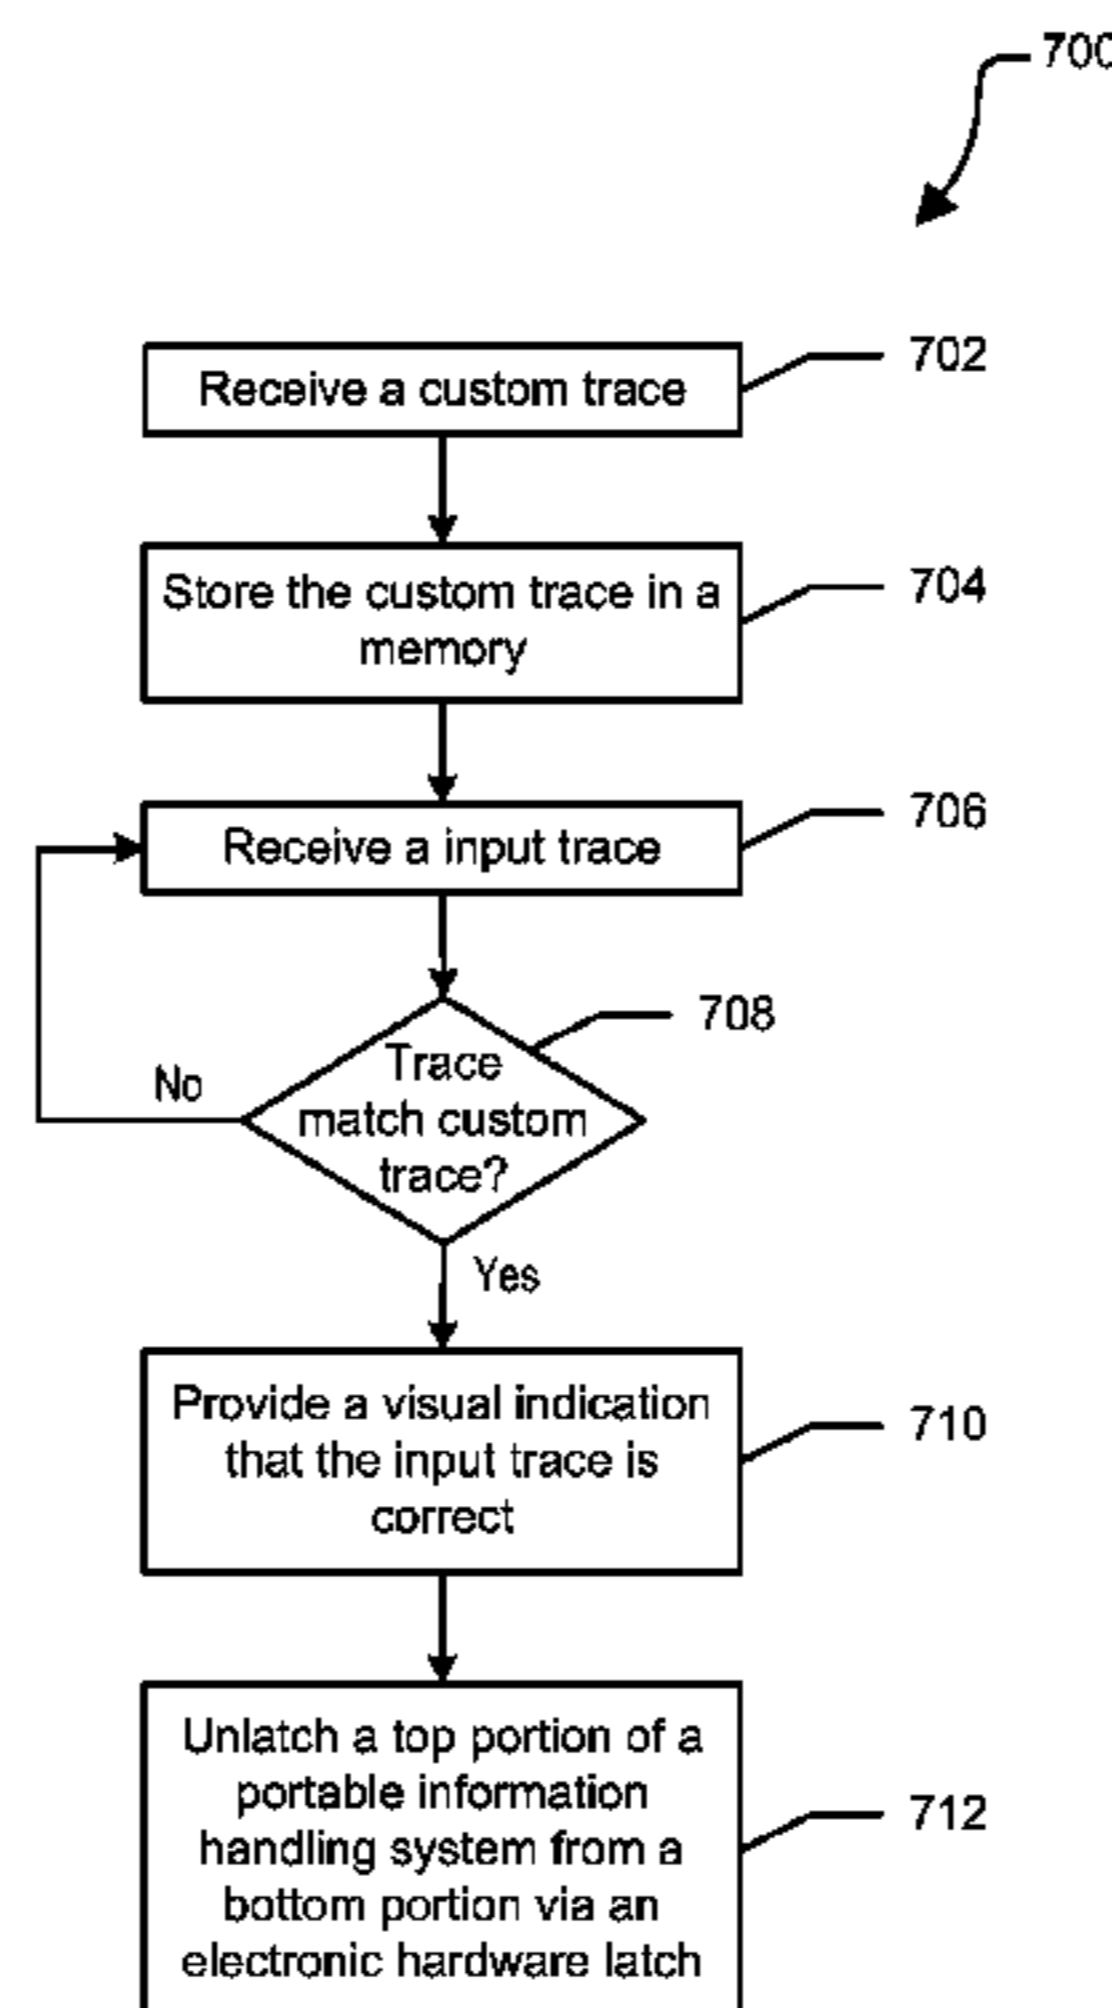 700
Receive a custom trace
702
Store the custom trace in a
memory
704
Receive a input trace
706
Trace
match custom
trace?
708
No
Yes
Provide a visual indication
that the input trace is
correct
710
Unlatch a top portion of a
portable information
handling system from a
bottom portion via an
electronic hardware latch
712